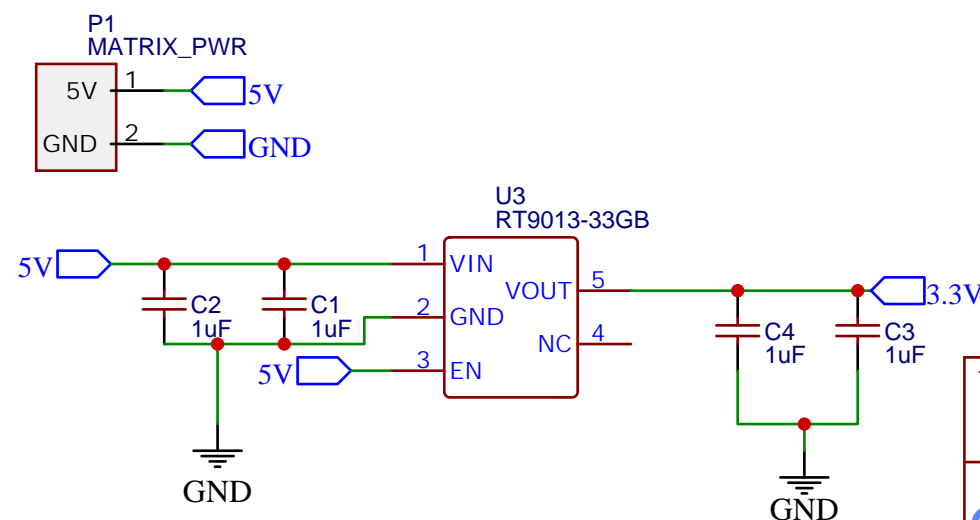 P1
MATRIX_PWR
5V 1 5V
GND 2 GND
U3
RT9013-33GB
5V 1 VIN
C2
1uF
C1
1uF
2 GND
5V 3 EN
VOUT 5
NC 4
3.3V
C4
1uF
C3
1uF
GND
GND